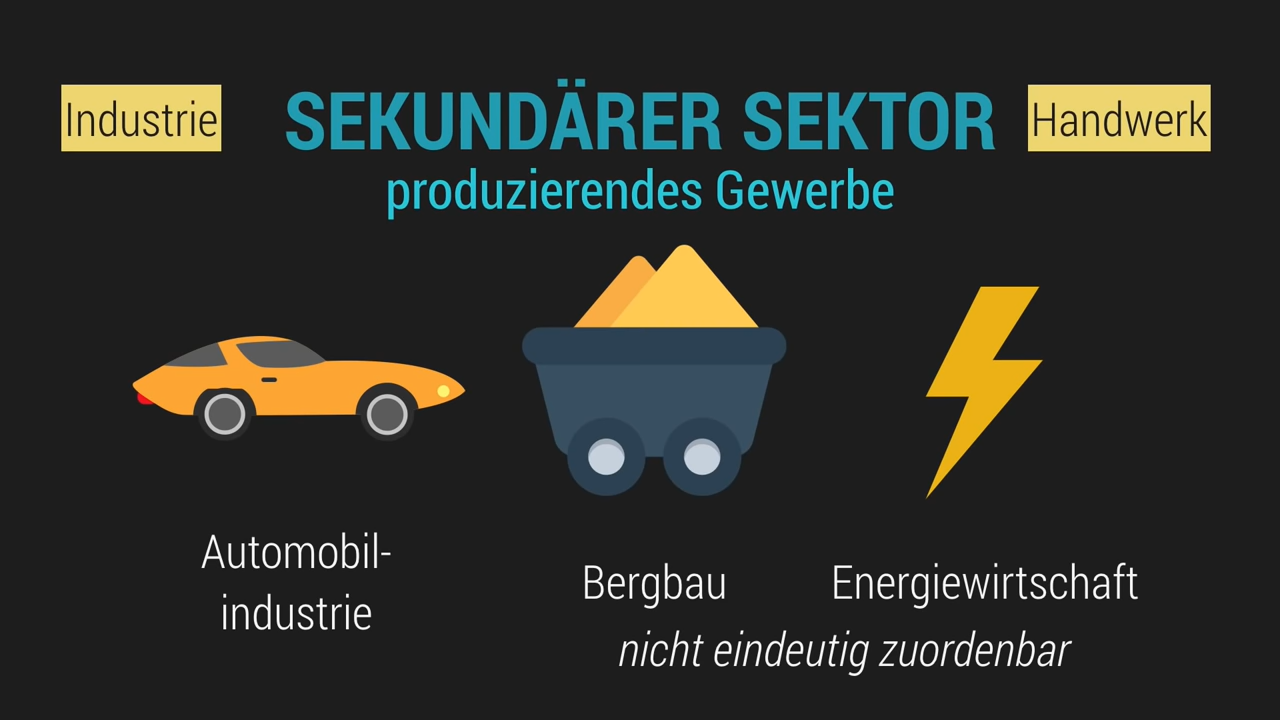 Industrie
SEKUNDÄRER SEKTOR
Handwerk
produzierendes Gewerbe
Automobil-
industrie
Bergbau
Energiewirtschaft
nicht eindeutig zuordenbar